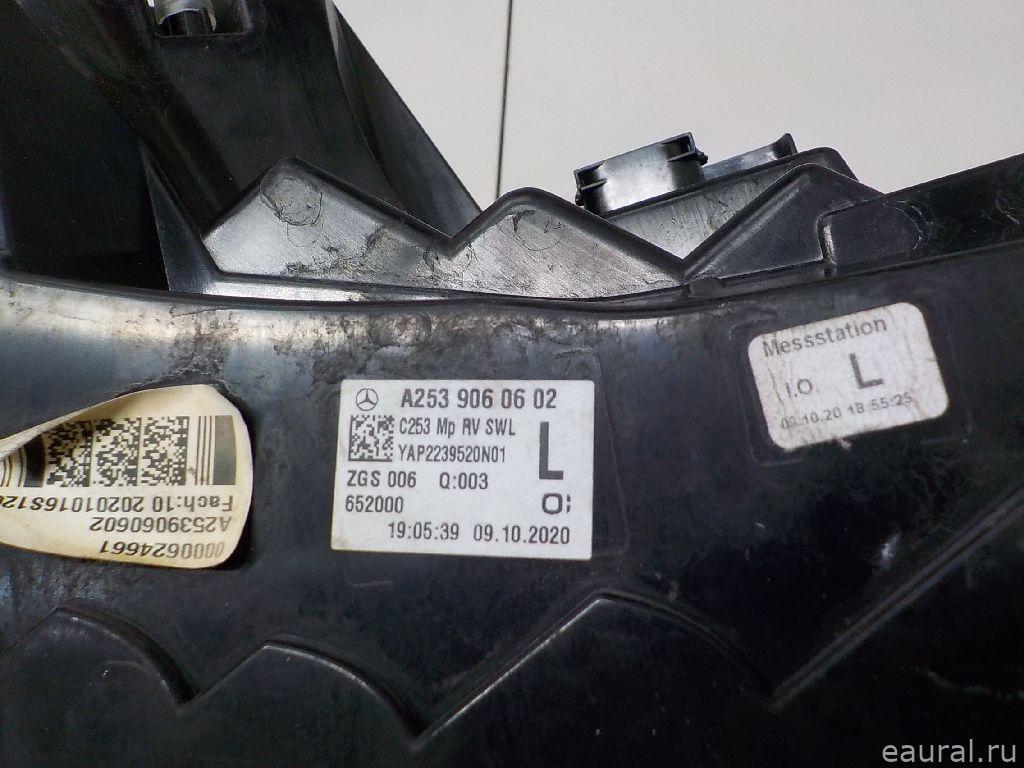 Messstation
I.O. L
09.10.20 18:55:25
A253 906 06 02
C253 Mp RV SWL
YAP2239520N01
L
ZGS 006 Q:003
652000
O;
19:05:39 09.10.2020
0000624661
A2539060602
Fach:10 20201016S126
eaural.ru